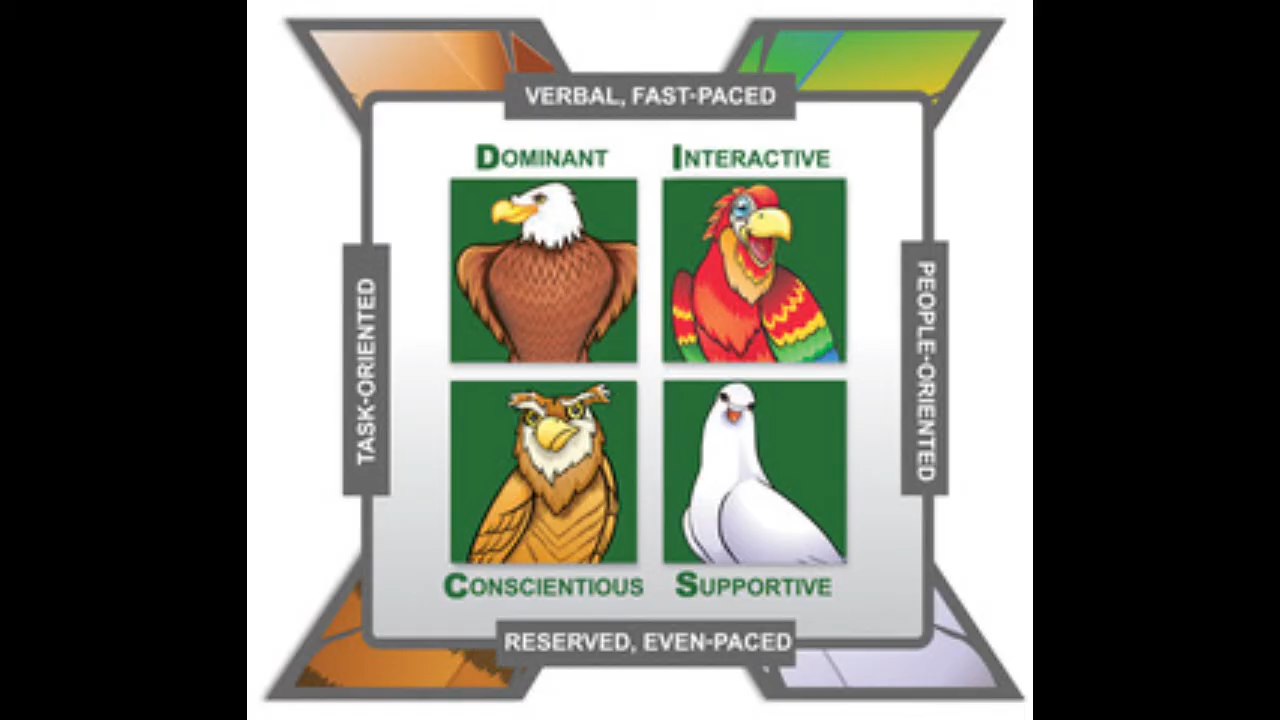 VERBAL, FAST-PACED
DOMINANT
INTERACTIVE
TASK-ORIENTED
PEOPLE-ORIENTED
CONSCIENTIOUS
SUPPORTIVE
RESERVED, EVEN-PACED